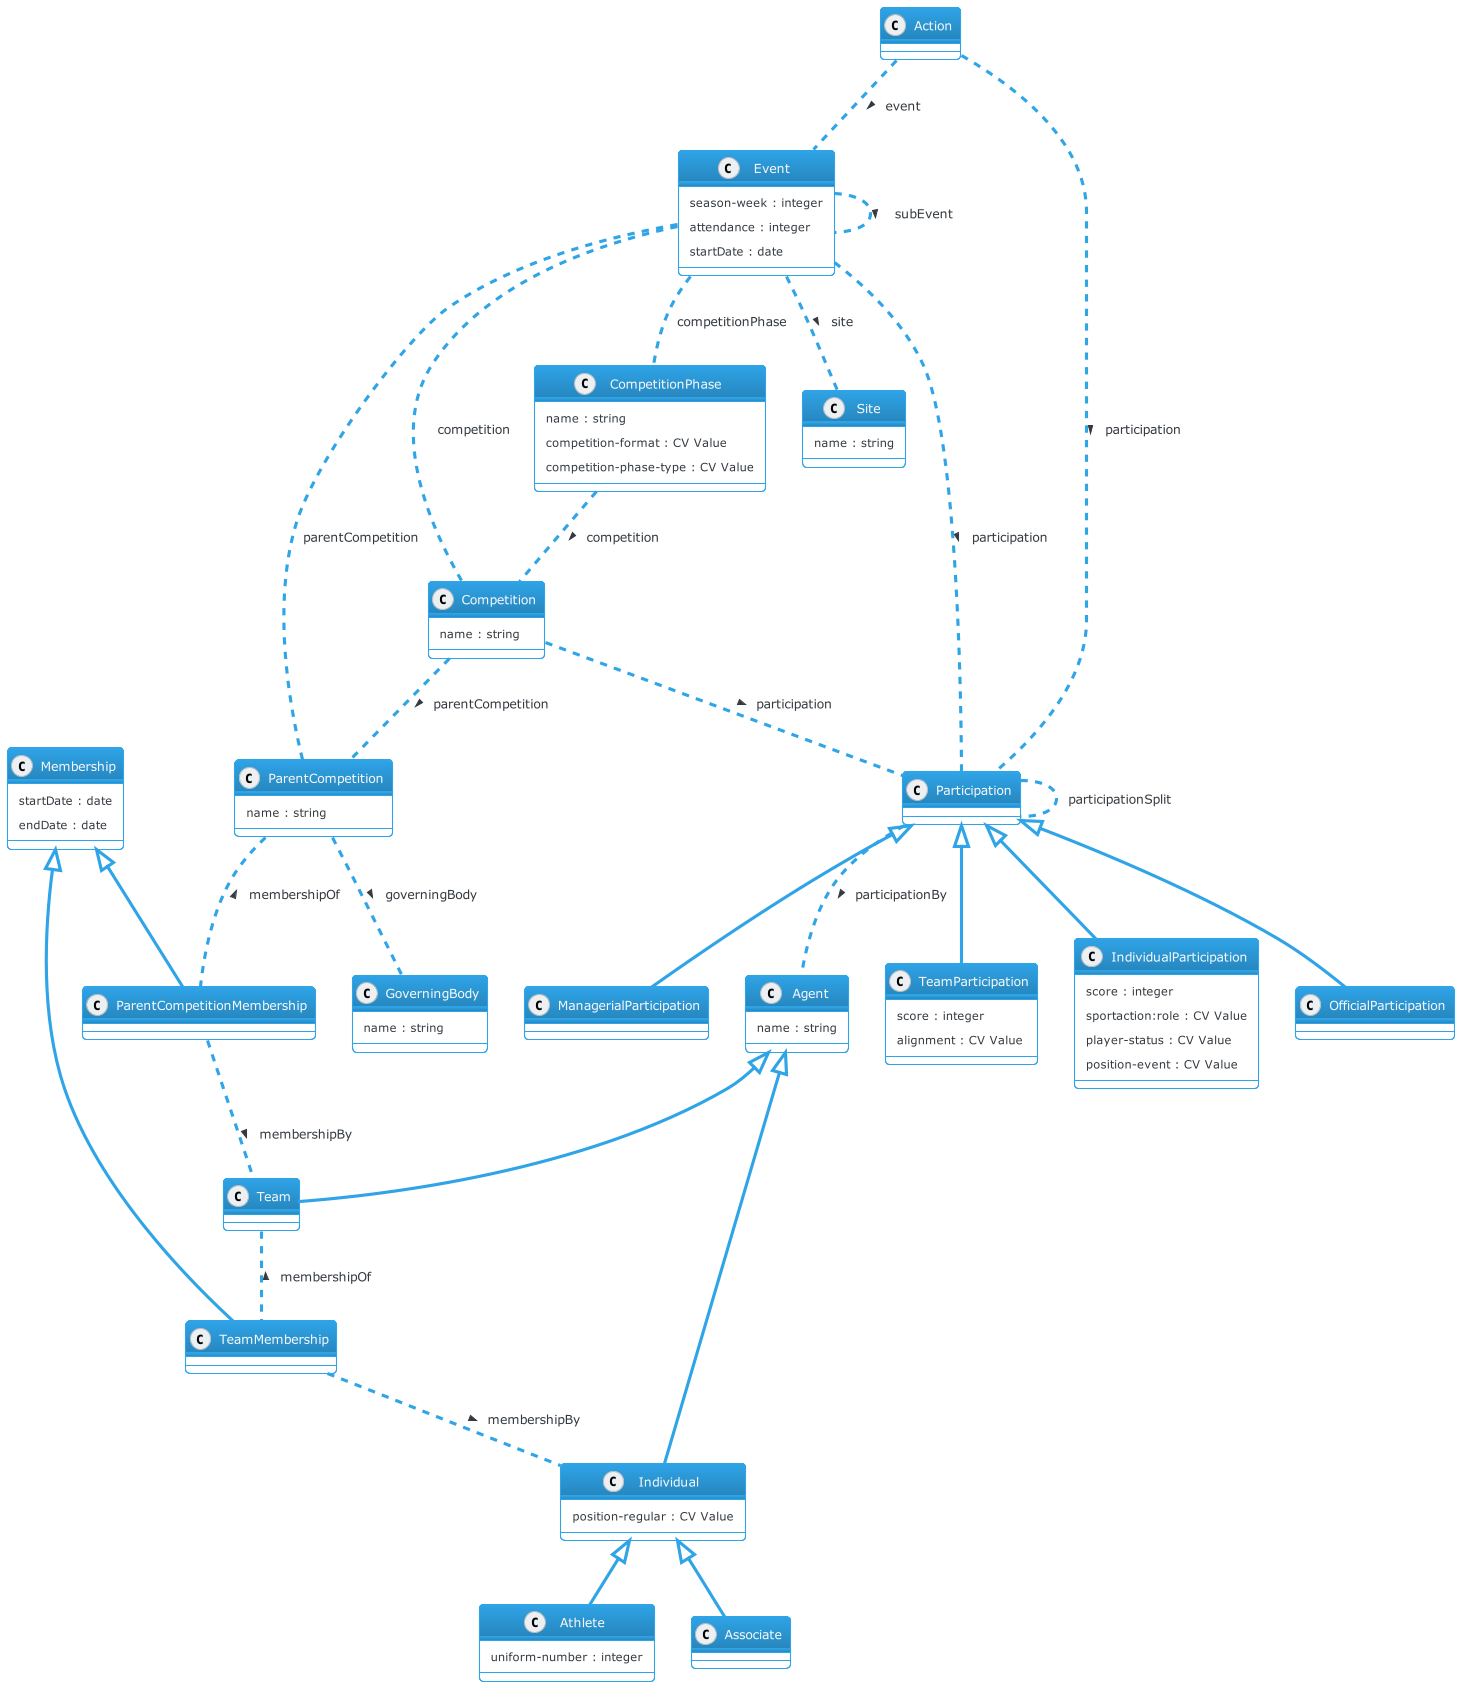 C Action
event
C Event
season-week : integer
attendance : integer
startDate : date
subEvent
competitionPhase
site
C CompetitionPhase
name : string
competition-format : CV Value
competition-phase-type : CV Value
C Site
name : string
competition
participation
parentCompetition
competition
participation
C Competition
name : string
parentCompetition
participation
C Membership
startDate : date
endDate : date
C ParentCompetition
name : string
C Participation
participationSplit
membershipOf
governingBody
participationBy
C ParentCompetitionMembership
C GoverningBody
name : string
C ManagerialParticipation
C Agent
name : string
C TeamParticipation
score : integer
alignment : CV Value
C IndividualParticipation
score : integer
sportaction:role : CV Value
player-status : CV Value
position-event : CV Value
C OfficialParticipation
membershipBy
C Team
membershipOf
C TeamMembership
membershipBy
C Individual
position-regular : CV Value
C Athlete
uniform-number : integer
C Associate